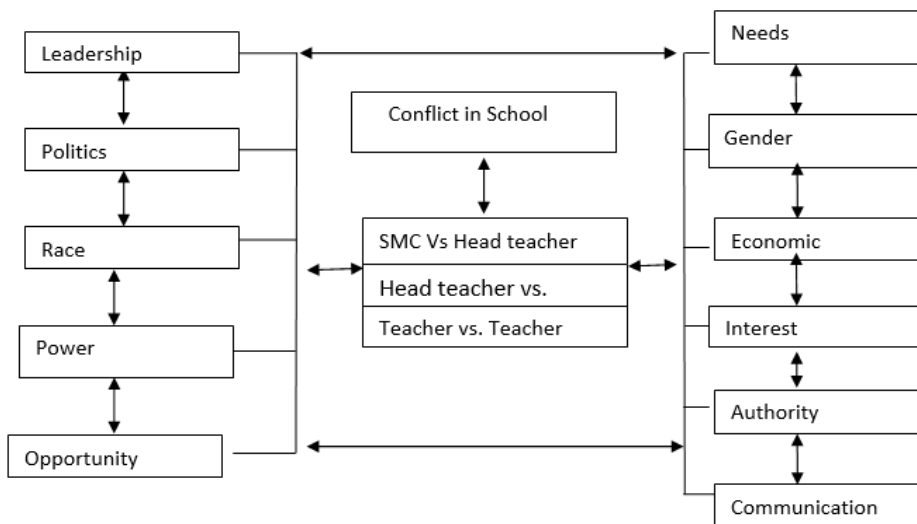 Leadership
Politics
Race
Power
Opportunity
Conflict in School
SMC Vs Head teacher
Head teacher vs.
Teacher vs. Teacher
Needs
Gender
Economic
Interest
Authority
Communication